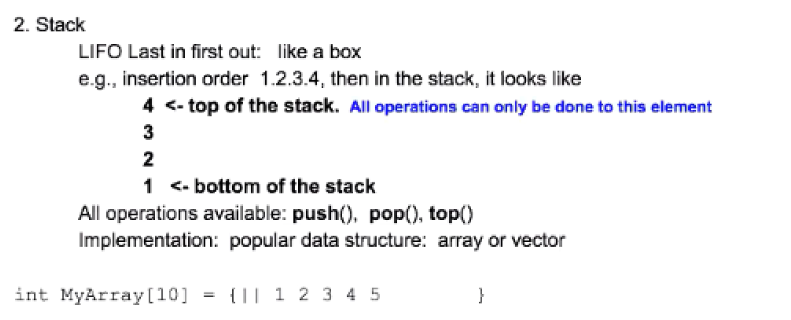 2. Stack
LIFO Last in first out: like a box
e.g., insertion order 1.2.3.4, then in the stack, it looks like
4 <- top of the stack. All operations can only be done to this element
3
2
1 <- bottom of the stack
All operations available: push(), pop(), top()
Implementation: popular data structure: array or vector
int MyArray[10] = {|| 1 2 3 4 5 }